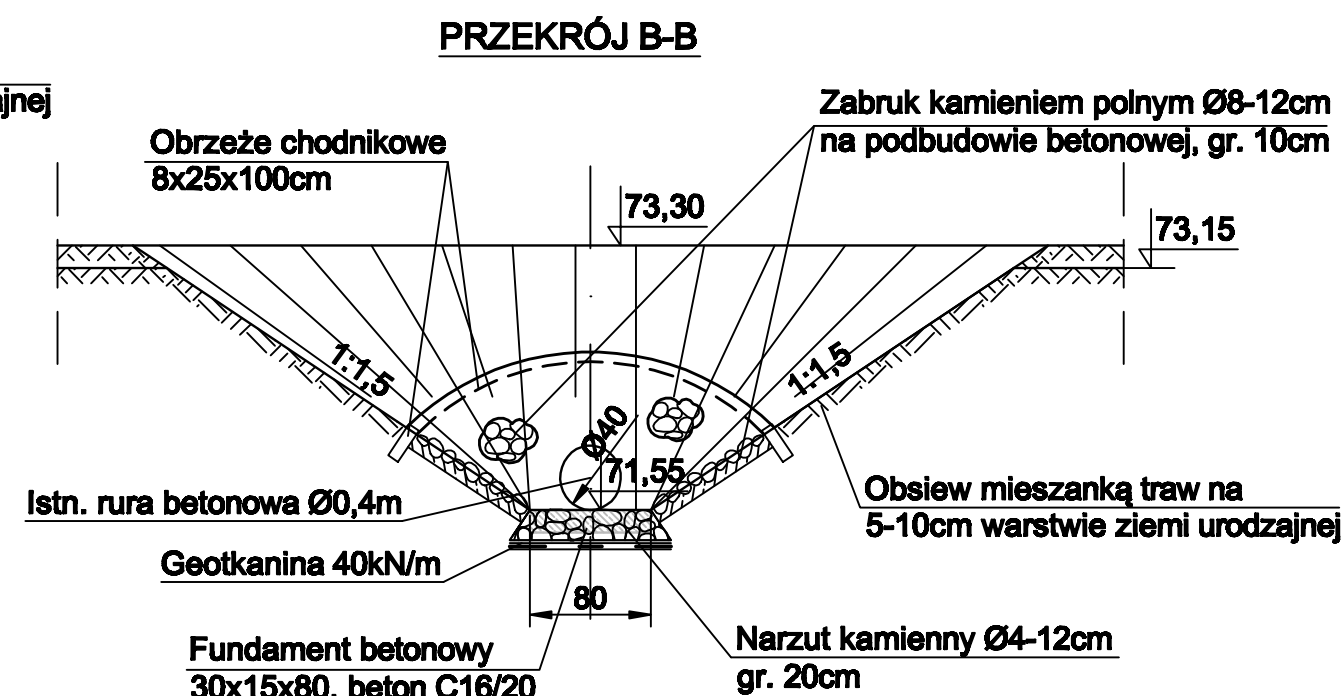 PRZEKRÓJ B-B
Zabruk kamieniem polnym Ø8-12cm
na podbudowie betonowej, gr. 10cm
Obrzeże chodnikowe
8x25x100cm
73,30
73,15
1:1,5
1:1,5
Ø40
71,55
Istn. rura betonowa Ø0,4m
Obsiew mieszanką traw na
5-10cm warstwie ziemi urodzajnej
Geotkanina 40kN/m
80
Fundament betonowy
30x15x80, beton C16/20
Narzut kamienny Ø4-12cm
gr. 20cm